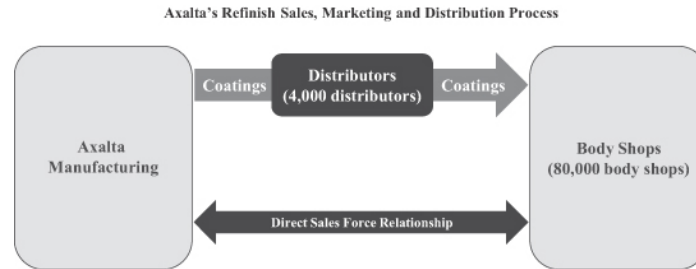 Axalta's Refinish Sales, Marketing and Distribution Process
Axalta
Manufacturing
Coatings
Distributors
(4,000 distributors)
Coatings
Body Shops
(80,000 body shops)
Direct Sales Force Relationship